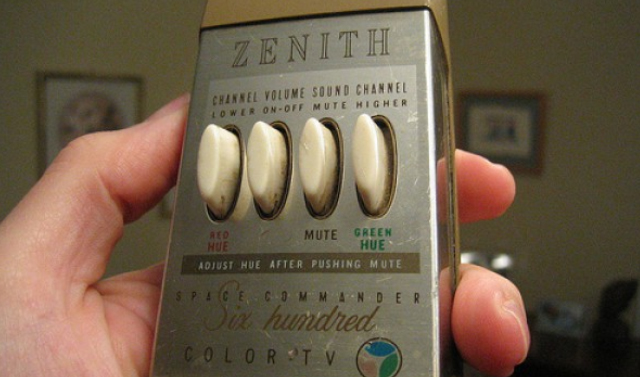 ZENITH
CHANNEL VOLUME SOUND CHANNEL
LOWER ON-OFF MUTE HIGHER
RED MUTE GREEN
HUE HUE
ADJUST HUE AFTER PUSHING MUTE
SPACE COMMANDER
Six hundred
COLOR TV